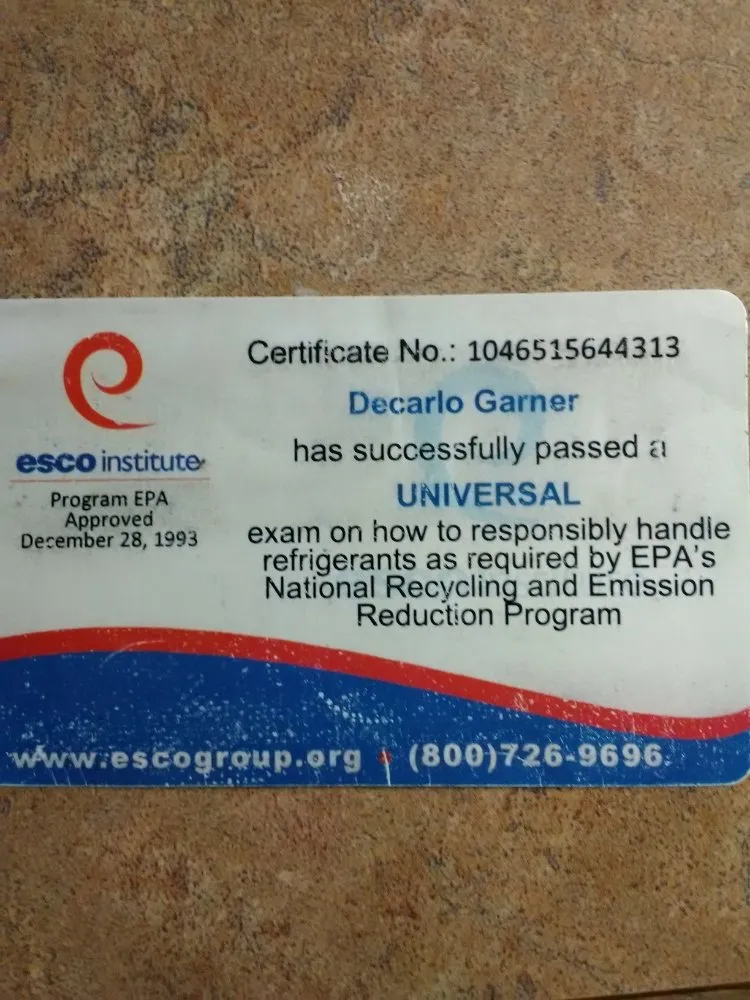 esco institute
Program EPA
Approved
December 28, 1993
Certificate No.: 1046515644313
Decarlo Garner
has successfully passed a
UNIVERSAL
exam on how to responsibly handle
refrigerants as required by EPA's
National Recycling and Emission
Reduction Program
www.escogroup.org • (800)726-9696